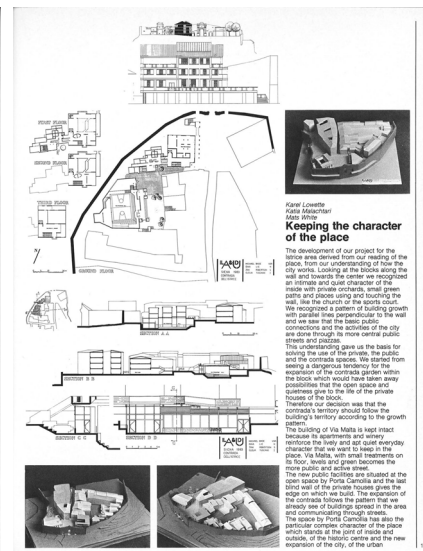 FIRST FLOOR
GROUND FLOOR
THIRD FLOOR
N
GROUND FLOOR
SIENA
SECTION A A
SECTION B B
SECTION C C
SECTION D D
SIENA
Karel Lowette
Katia Malachtari
Mats White
Keeping the character
of the place
The development of our project for the
Istrice area derived from our reading of the
place, from our understanding of how the
city works. Looking at the blocks along the
wall and towards the center we recognized
an intimate and quiet character of the
inside with private orchards, small green
paths and places using and touching the
wall, like the church or the sports court.
We recognized a pattern of building growth
with parallel lines perpendicular to the wall
and we saw that the basic public
connections and the activities of the city
are done through its more central public
streets and piazzas.
This understanding gave us the basis for
solving the use of the private, the public
and the contrada spaces. We started from
seeing a dangerous tendency for the
expansion of the contrada garden within
the block which would have taken away
possibilities that the open space and
quietness give to the life of the private
houses of the block.
Therefore our decision was that the
contrada's territory should follow the
building's territory according to the growth
pattern.
The building of Via Malta is kept intact
because its apartments and winery
reinforce the lively and apt quiet everyday
character that we want to keep in the
place. Via Malta, with small treatments on
its floor, levels and green becomes the
more public and active street.
The new public facilities are situated at the
open space by Porta Camollia and the last
blind wall of the private houses gives the
edge on which we build. The expansion of
the contrada follows the pattern that we
already see of buildings spread in the area
and communicating through streets.
The space by Porta Camollia has also the
particular complex character of the place
which stands at the joint of inside and
outside, of the historic centre and the new
expansion of the city, of the urban